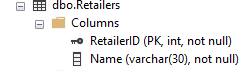 dbo.Retailers
Columns
RetailerID (PK, int, not null)
Name (varchar(30), not null)